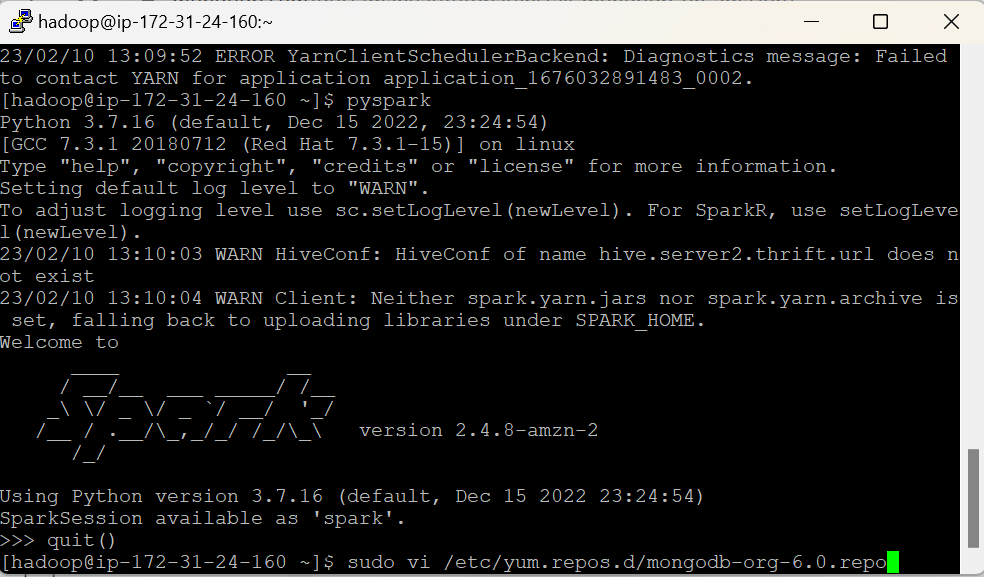 hadoop@ip-172-31-24-160:~
23/02/10 13:09:52 ERROR YarnClientSchedulerBackend: Diagnostics message: Failed
to contact YARN for application application_1676032891483_0002.
[hadoop@ip-172-31-24-160 ~]$ pyspark
Python 3.7.16 (default, Dec 15 2022, 23:24:54)
[GCC 7.3.1 20180712 (Red Hat 7.3.1-15)] on linux
Type "help", "copyright", "credits" or "license" for more information.
Setting default log level to "WARN".
To adjust logging level use sc.setLogLevel(newLevel). For SparkR, use setLogLeve
l(newLevel).
23/02/10 13:10:03 WARN HiveConf: HiveConf of name hive.server2.thrift.url does n
ot exist
23/02/10 13:10:04 WARN Client: Neither spark.yarn.jars nor spark.yarn.archive is
 set, falling back to uploading libraries under SPARK_HOME.
Welcome to
      ____              __
     / __/__  ___ _____/ /__
    _\ \/ _ \/ _ `/ __/  '_/
   /__ / .__/\_,_/_/ /_/\_\   version 2.4.8-amzn-2
      /_/
Using Python version 3.7.16 (default, Dec 15 2022 23:24:54)
SparkSession available as 'spark'.
>>> quit()
[hadoop@ip-172-31-24-160 ~]$ sudo vi /etc/yum.repos.d/mongodb-org-6.0.repo